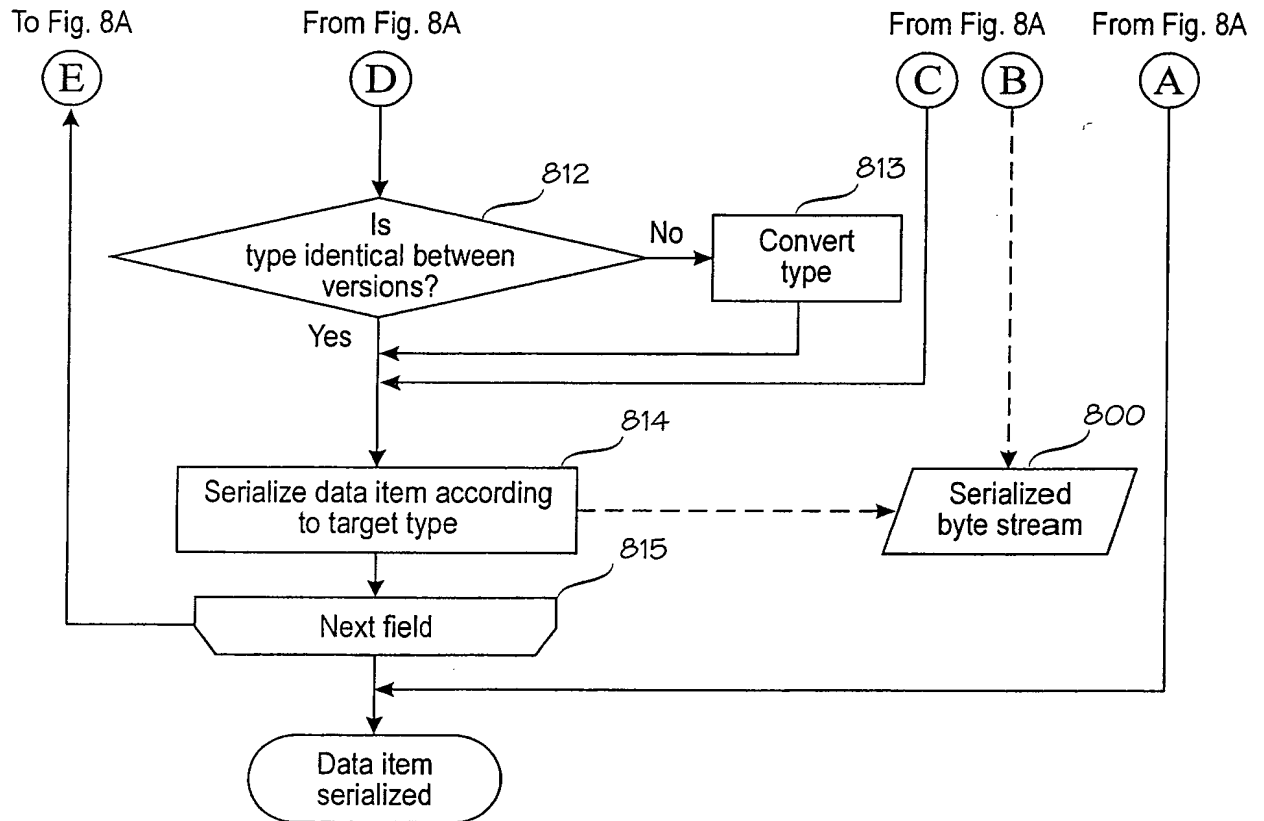 To Fig. 8A
From Fig. 8A
From Fig. 8A
From Fig. 8A
E
D
C
B
A
812
813
Is
type identical between
versions?
No
Convert
type
Yes
814
800
Serialize data item according
to target type
Serialized
byte stream
815
Next field
Data item
serialized